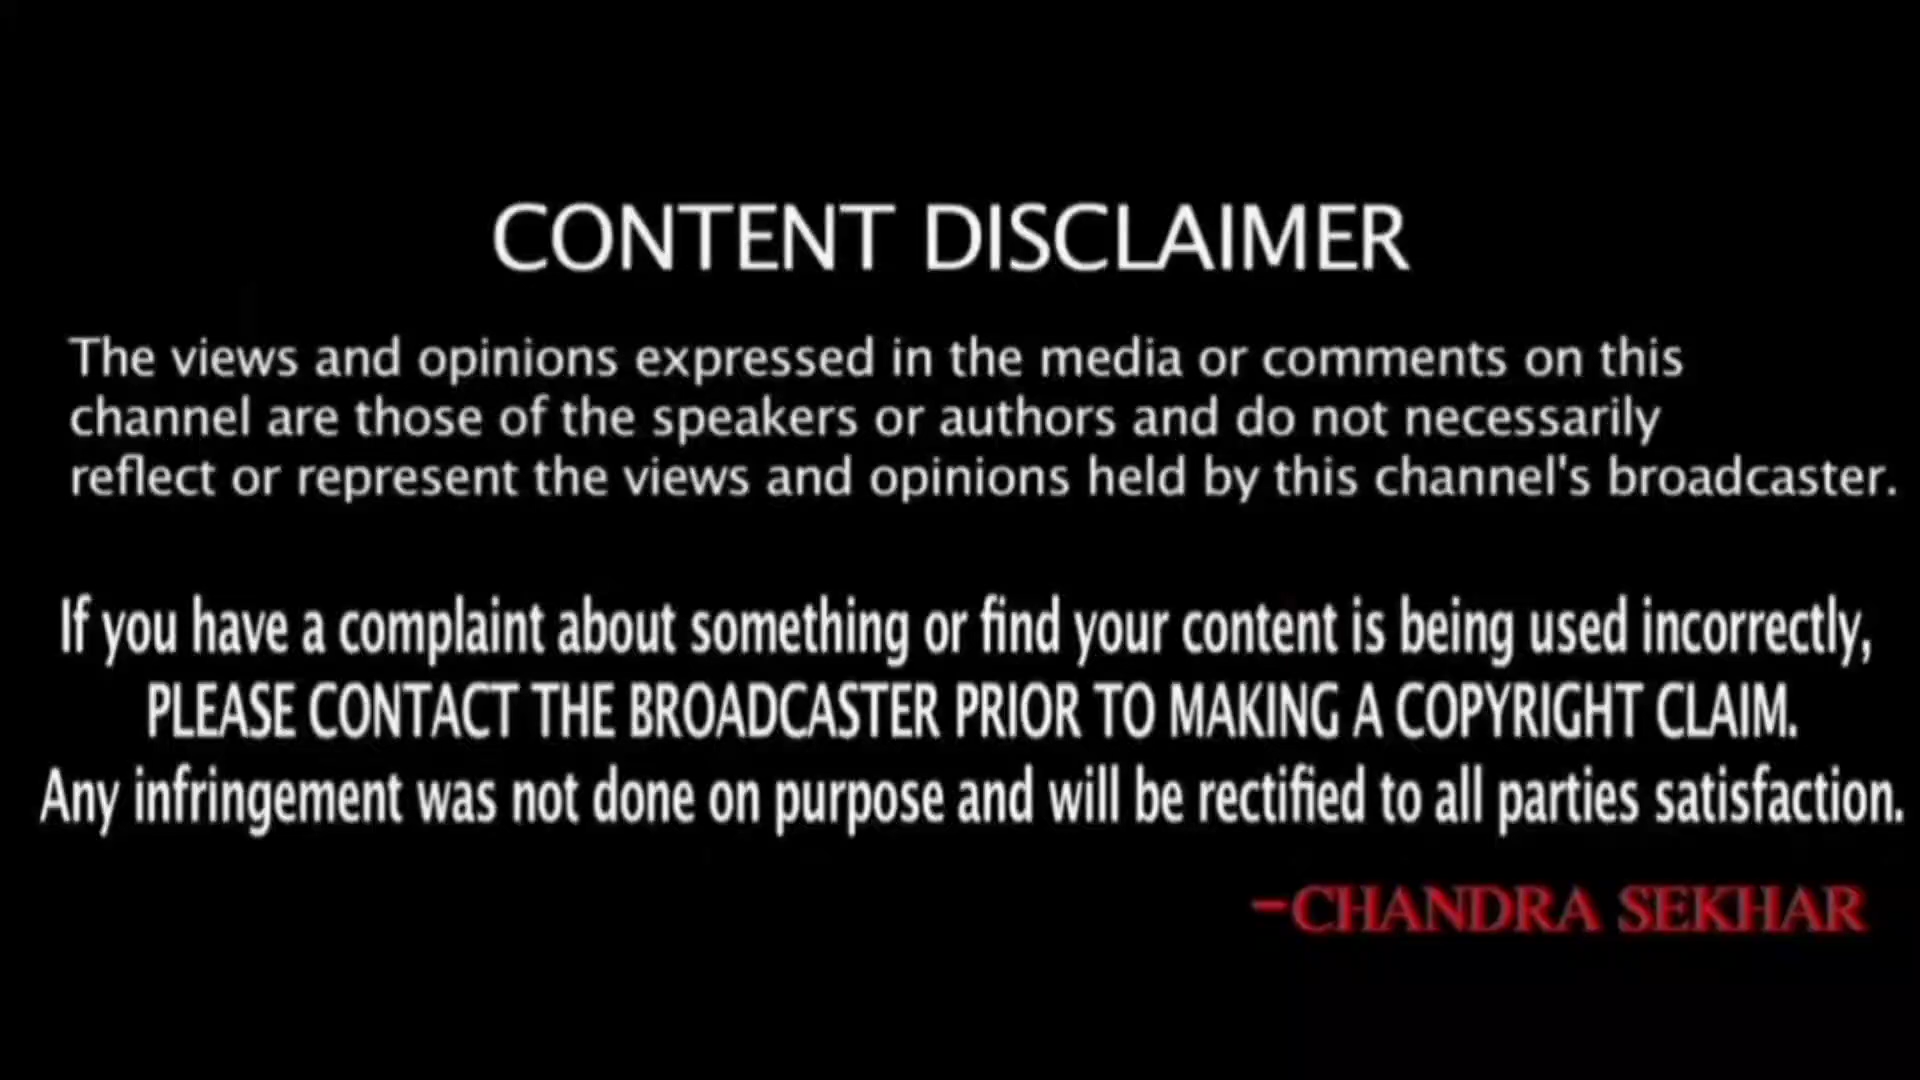 CONTENT DISCLAIMER
The views and opinions expressed in the media or comments on this
channel are those of the speakers or authors and do not necessarily
reflect or represent the views and opinions held by this channel's broadcaster.
If you have a complaint about something or find your content is being used incorrectly,
PLEASE CONTACT THE BROADCASTER PRIOR TO MAKING A COPYRIGHT CLAIM.
Any infringement was not done on purpose and will be rectified to all parties satisfaction.
-CHANDRA SEKHAR